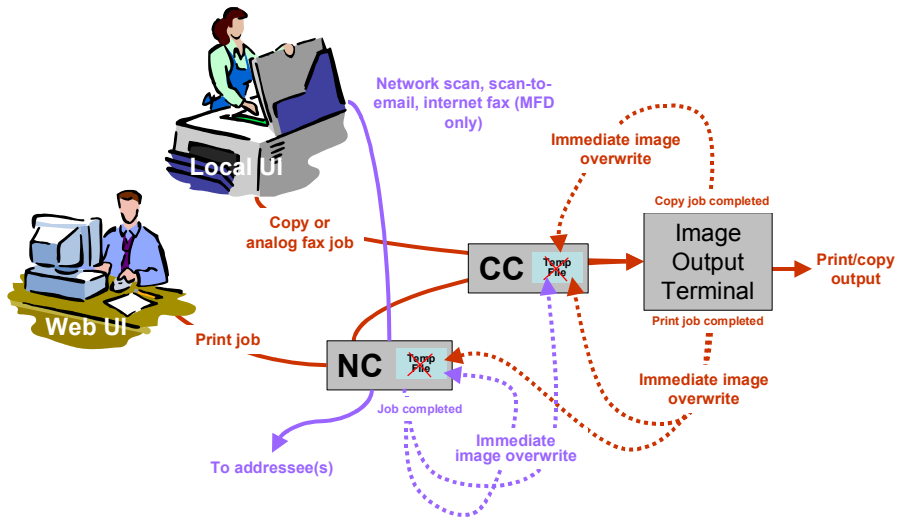 Network scan, scan-to-
email, internet fax (MFD
only)
Local UI
Immediate image
overwrite
Copy job completed
Copy or
analog fax job
CC
Temp
File
Image
Output
Terminal
Print/copy
output
Web UI
Print job
Print job completed
NC
Temp
File
Immediate image
overwrite
Job completed
Immediate
image overwrite
To addressee(s)